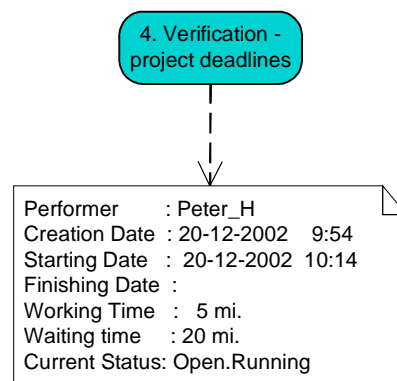 4. Verification -
project deadlines
Performer : Peter_H
Creation Date : 20-12-2002 9:54
Starting Date : 20-12-2002 10:14
Finishing Date :
Working Time : 5 mi.
Waiting time : 20 mi.
Current Status: Open.Running